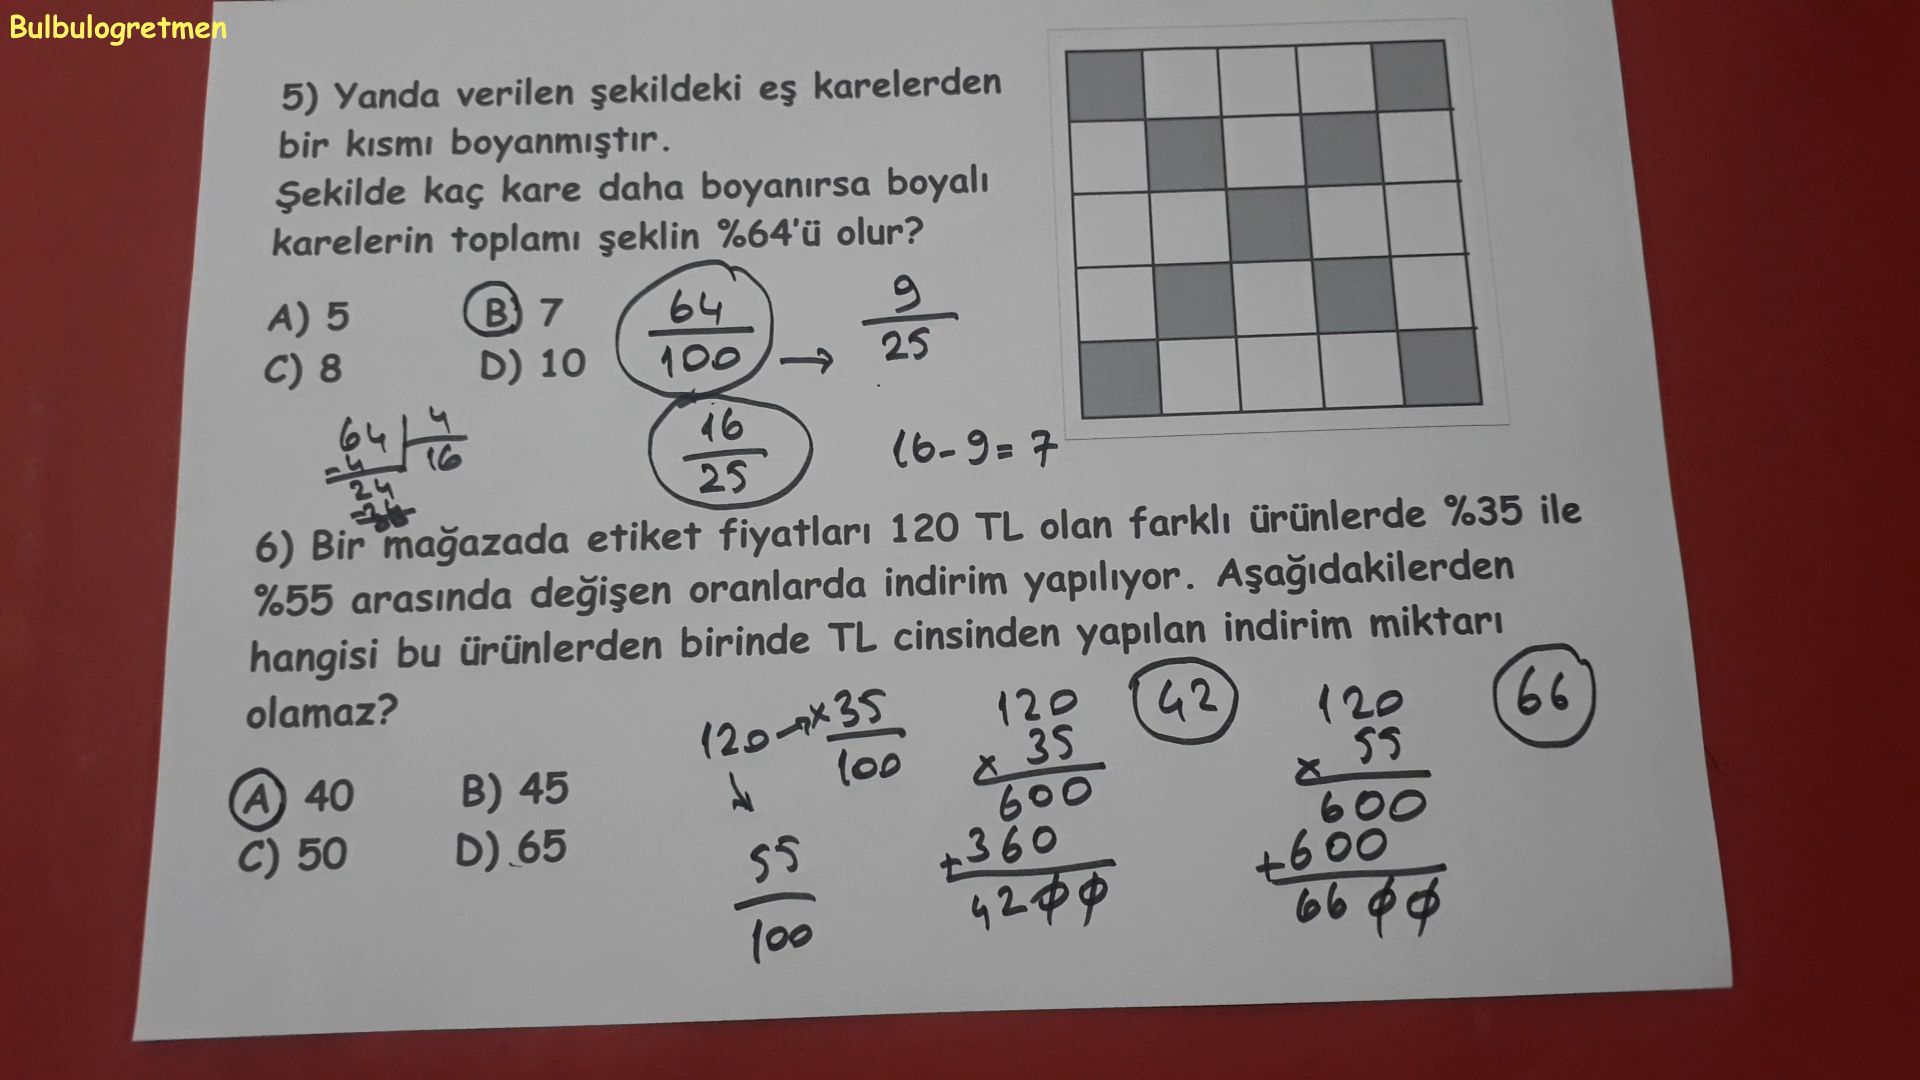 Bulbulogretmen
5) Yanda verilen şekildeki eş karelerden
bir kısmı boyanmıştır.
Şekilde kaç kare daha boyanırsa boyalı
karelerin toplamı şeklin %64'ü olur?
A) 5 B) 7
C) 8 D) 10
64
100
→
9
25
64 4
-4 16
24
-24
16
25
16-9=7
6) Bir mağazada etiket fiyatları 120 TL olan farklı ürünlerde %35 ile
%55 arasında değişen oranlarda indirim yapılıyor. Aşağıdakilerden
hangisi bu ürünlerden birinde TL cinsinden yapılan indirim miktarı
olamaz?
A) 40 B) 45
C) 50 D) 65
120 → x 35
100
55
100
120
x 35
600
+360
4200
42
120
x 55
600
+600
6600
66